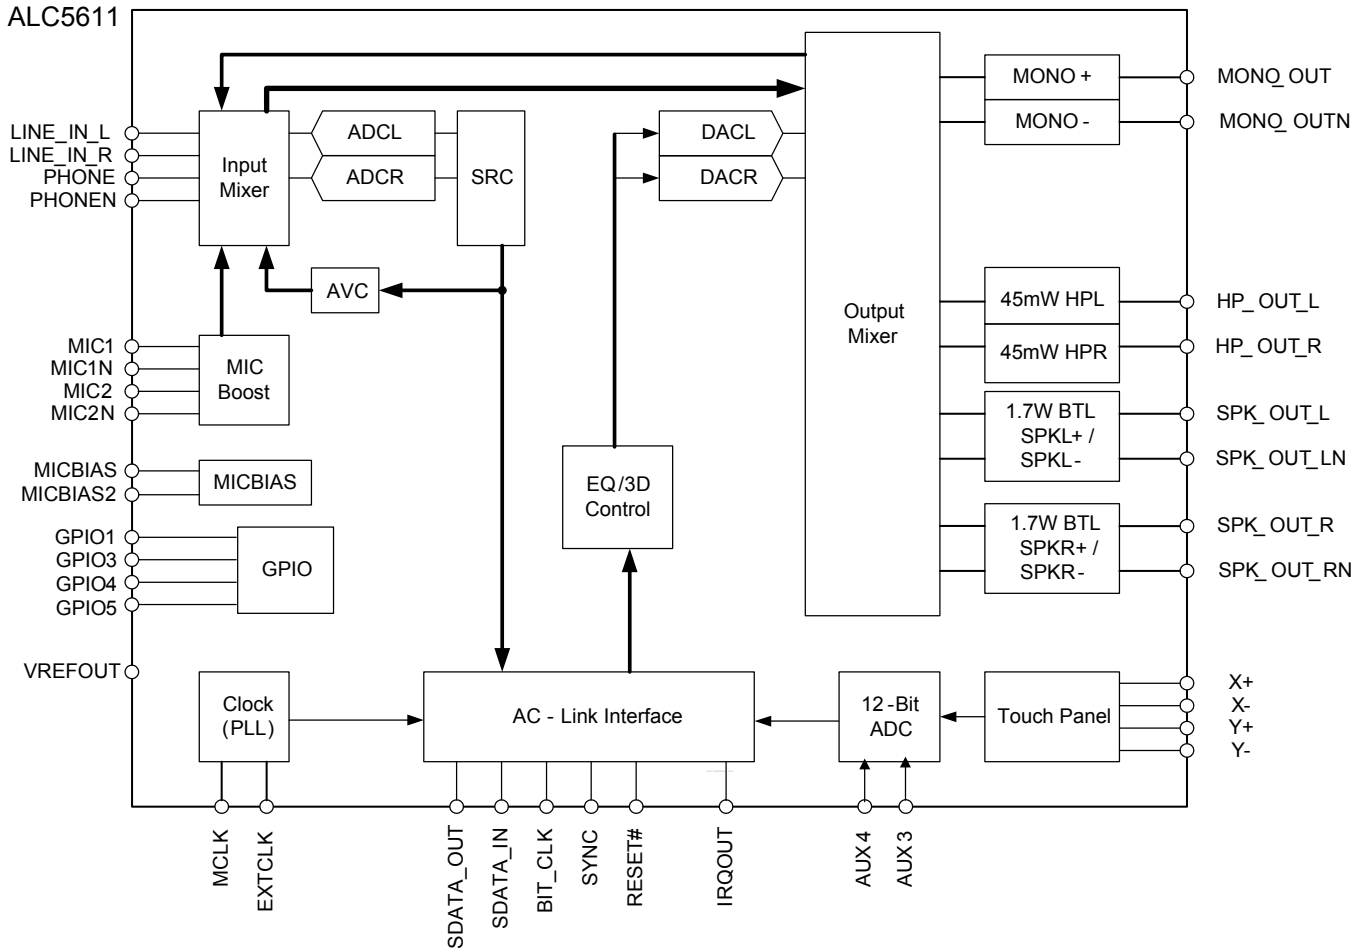 ALC5611
LINE_IN_L
LINE_IN_R
PHONE
PHONEN
MIC1
MIC1N
MIC2
MIC2N
MICBIAS
MICBIAS2
GPIO1
GPIO3
GPIO4
GPIO5
VREFOUT
Input
Mixer
ADCL
ADCR
SRC
AVC
MIC
Boost
MICBIAS
GPIO
Clock
(PLL)
DACL
DACR
EQ/3D
Control
AC - Link Interface
Output
Mixer
12-Bit
ADC
Touch Panel
MONO +
MONO -
45mW HPL
45mW HPR
1.7W BTL
SPKL+ /
SPKL-
1.7W BTL
SPKR+ /
SPKR-
MONO_OUT
MONO_OUTN
HP_OUT_L
HP_OUT_R
SPK_OUT_L
SPK_OUT_LN
SPK_OUT_R
SPK_OUT_RN
X+
X-
Y+
Y-
MCLK
EXTCLK
SDATA_OUT
SDATA_IN
BIT_CLK
SYNC
RESET#
IRQOUT
AUX4
AUX3